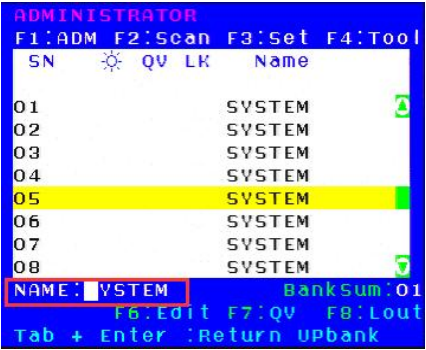 ADMINISTRATOR
F1:ADM F2:Scan F3:Set F4:Tool
SN QV LK Name
01 SYSTEM
02 SYSTEM
03 SYSTEM
04 SYSTEM
05 SYSTEM
06 SYSTEM
07 SYSTEM
08 SYSTEM
NAME: YSTEM BankSum:01
F6:Edit F7:QV F8:Lout
Tab + Enter :Return UPbank